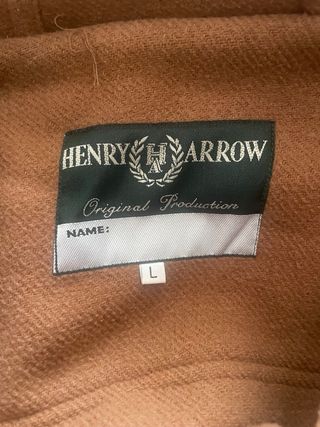 HENRY HA ARROW
Original Production
NAME:
L